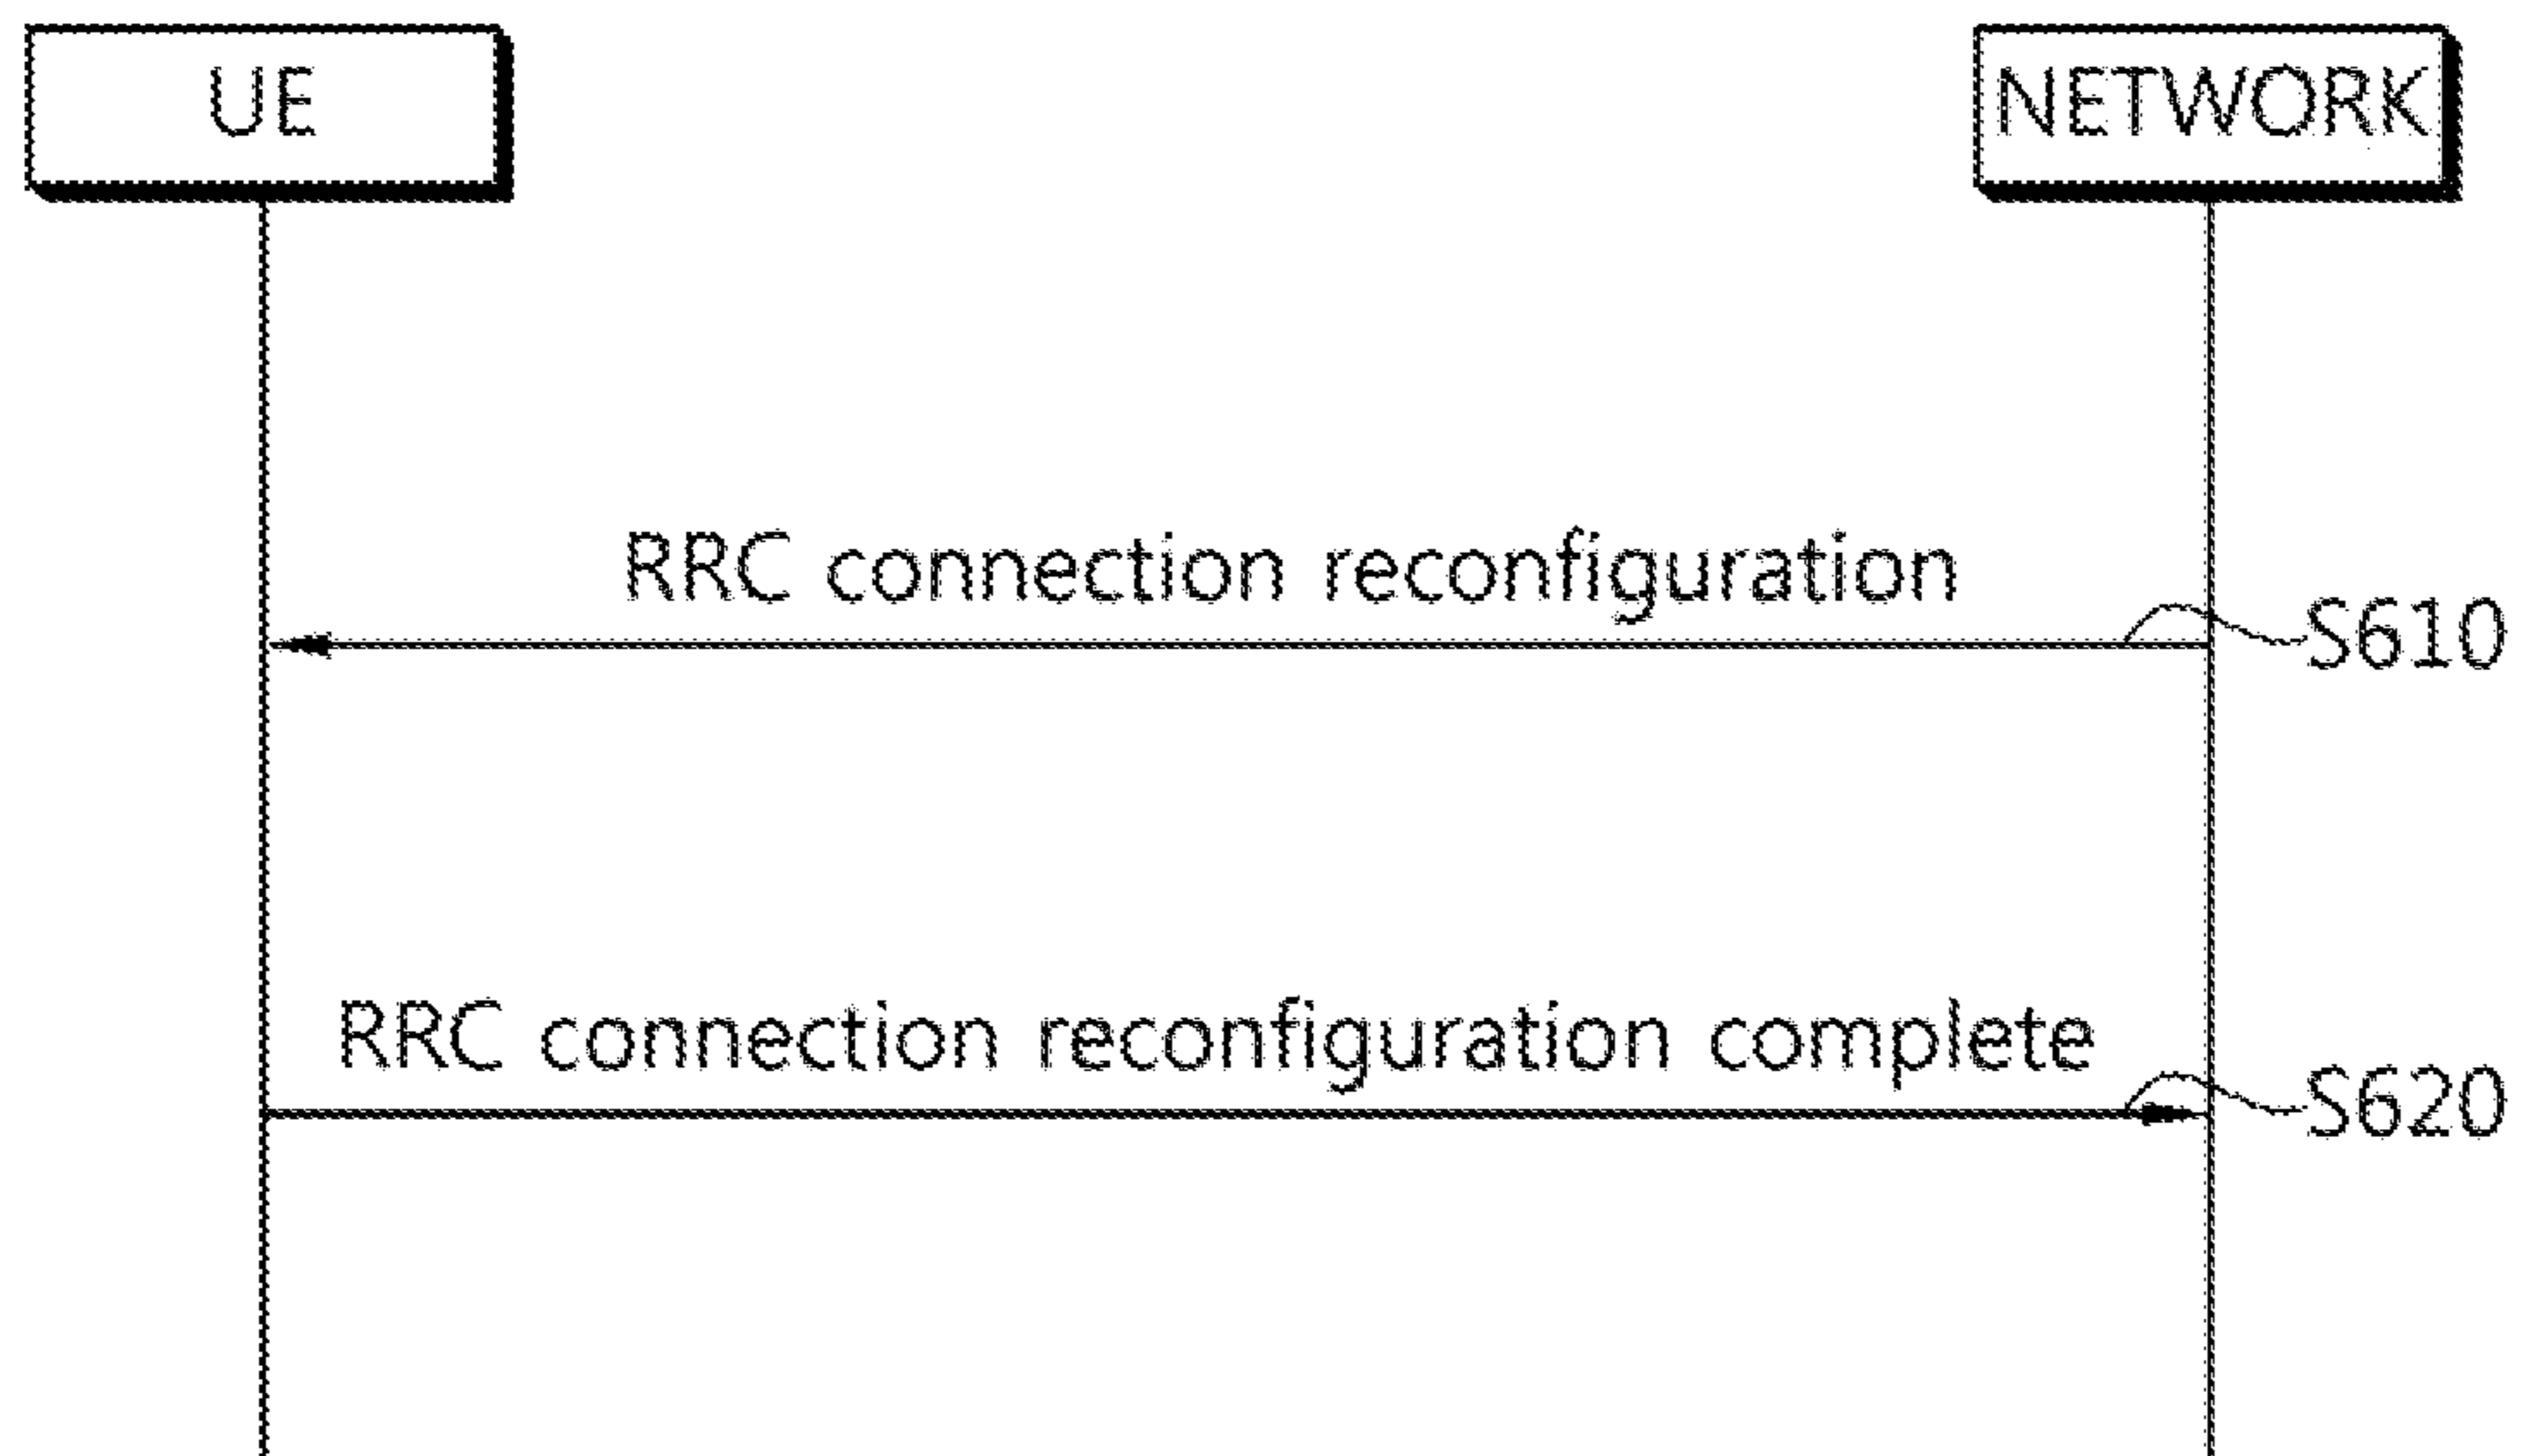 UE
NETWORK
RRC connection reconfiguration
S610
RRC connection reconfiguration complete
S620